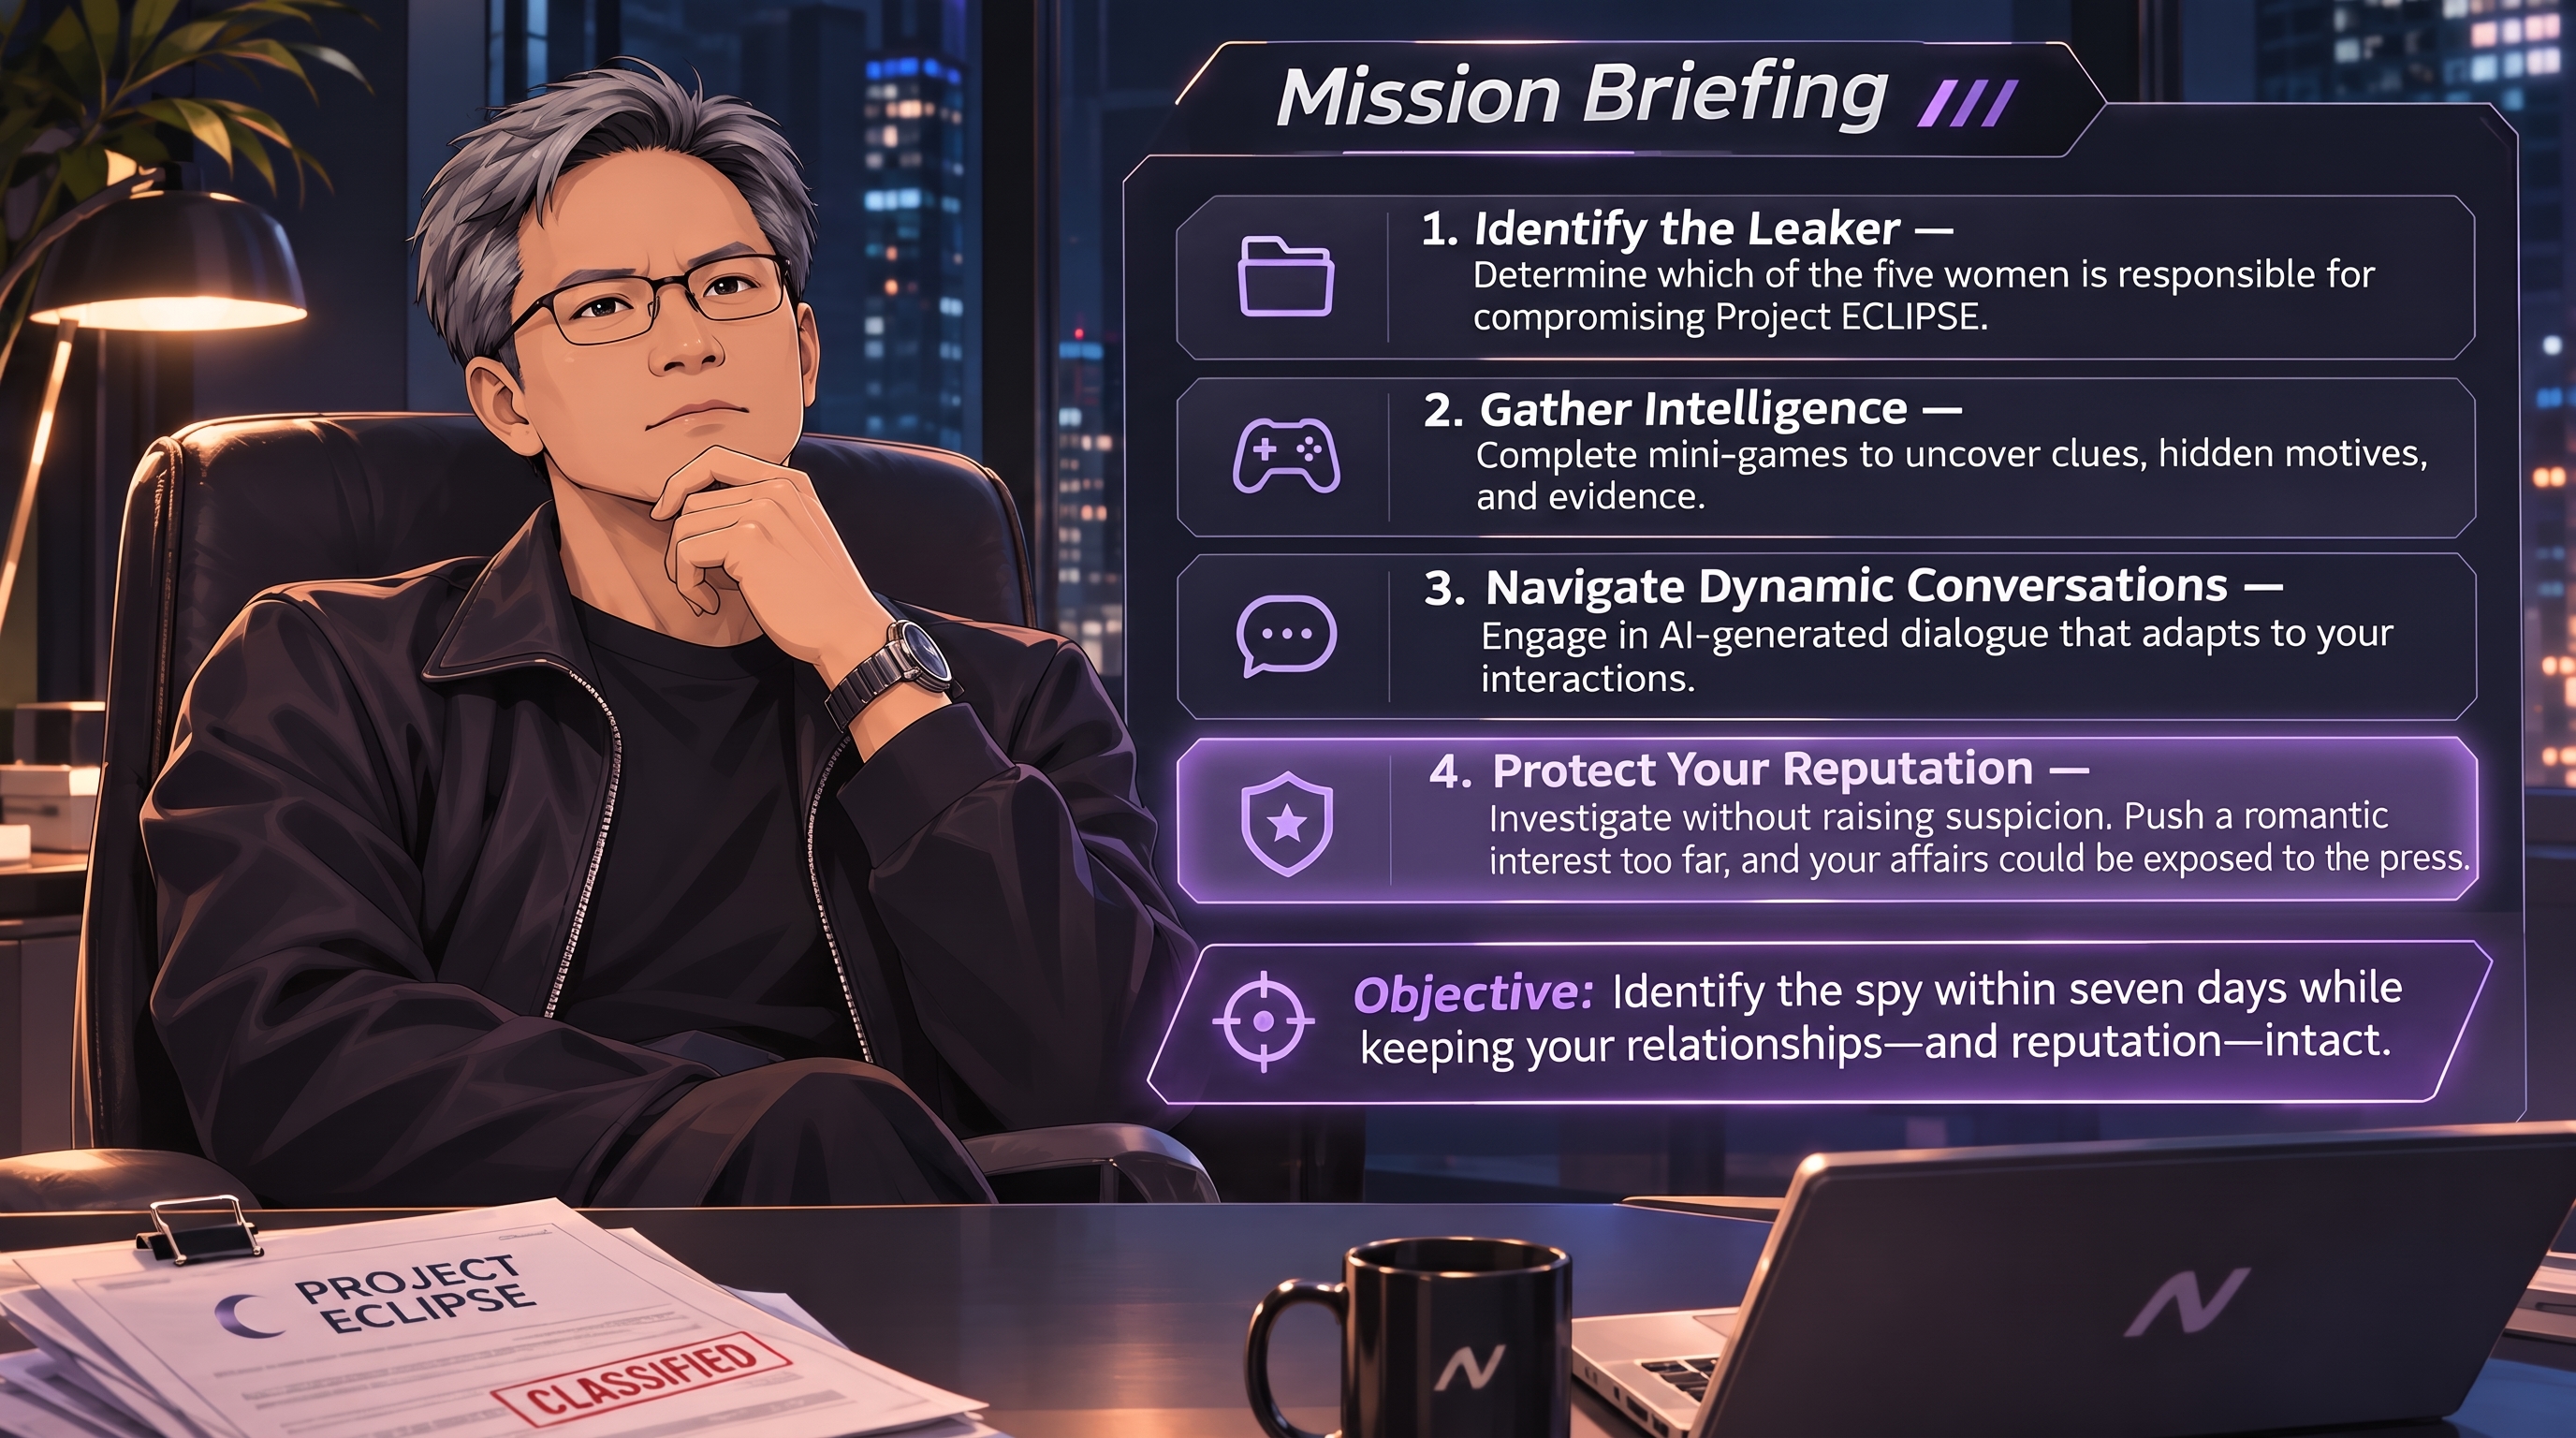 Mission Briefing
1. Identify the Leaker —
Determine which of the five women is responsible for
compromising Project ECLIPSE.
2. Gather Intelligence —
Complete mini-games to uncover clues, hidden motives,
and evidence.
3. Navigate Dynamic Conversations —
Engage in AI-generated dialogue that adapts to your
interactions.
4. Protect Your Reputation —
Investigate without raising suspicion. Push a romantic
interest too far, and your affairs could be exposed to the press.
Objective: Identify the spy within seven days while
keeping your relationships—and reputation—intact.
PROJECT
ECLIPSE
CLASSIFIED
N
N